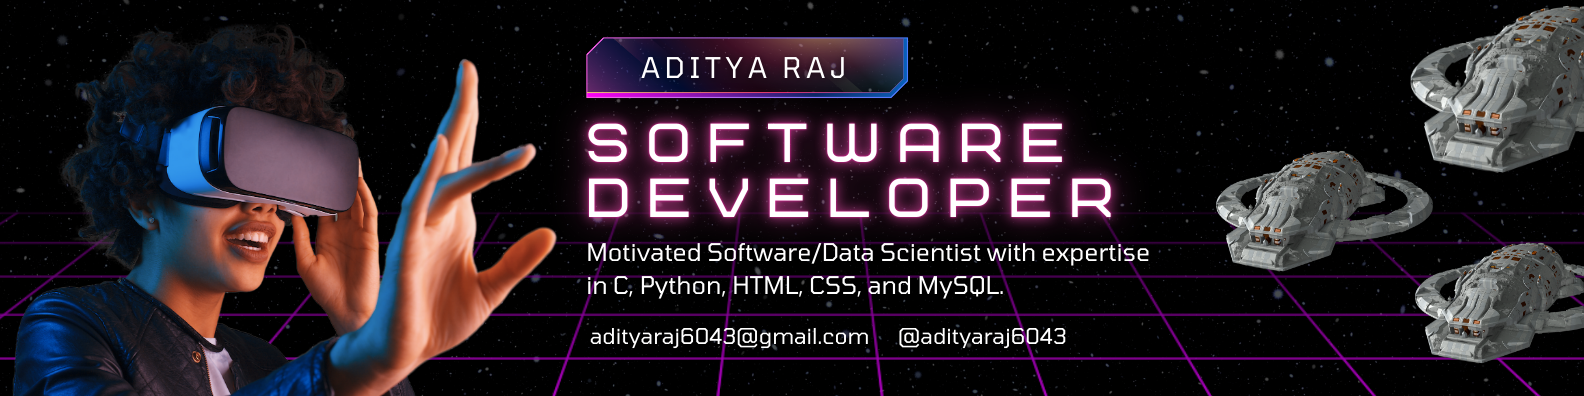 ADITYA RAJ
SOFTWARE
DEVELOPER
Motivated Software/Data Scientist with expertise
in C, Python, HTML, CSS, and MySQL.
adityaraj6043@gmail.com @adityaraj6043